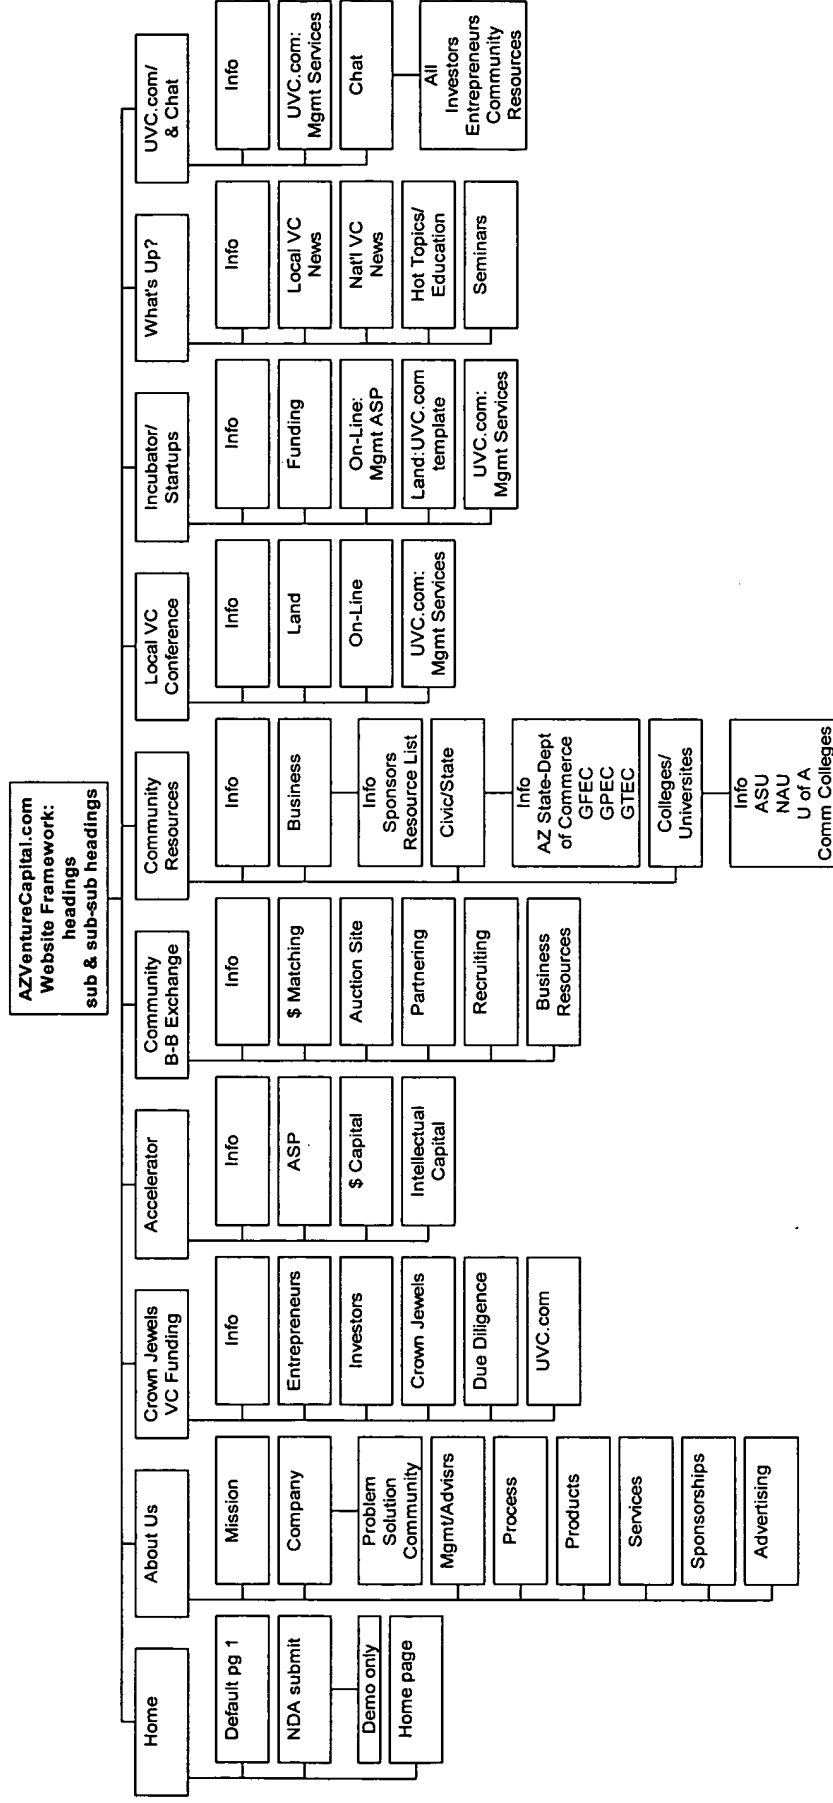 AZVentureCapital.com
Website Framework:
headings
sub & sub-sub headings
Home
Default pg 1
NDA submit
Demo only
Home page
About Us
Mission
Company
Problem
Solution
Community
Mgmt/Advisrs
Process
Products
Services
Sponsorships
Advertising
Crown Jewels
VC Funding
Info
Entrepreneurs
Investors
Crown Jewels
Due Diligence
UVC.com
Accelerator
Info
ASP
$ Capital
Intellectual
Capital
Community
B-B Exchange
Info
$ Matching
Auction Site
Partnering
Recruiting
Business
Resources
Community
Resources
Info
Business
Info
Sponsors
Resource List
Civic/State
Info
AZ State-Dept
of Commerce
GFEC
GPEC
GTEC
Colleges/
Universites
Info
ASU
NAU
U of A
Comm Colleges
Local VC
Conference
Info
Land
On-Line
UVC.com:
Mgmt Services
Incubator/
Startups
Info
Funding
On-Line:
Mgmt ASP
Land:UVC.com
template
UVC.com:
Mgmt Services
What's Up?
Info
Local VC
News
Nat'l VC
News
Hot Topics/
Education
Seminars
UVC.com/
& Chat
Info
UVC.com:
Mgmt Services
Chat
All
Investors
Entrepreneurs
Community
Resources